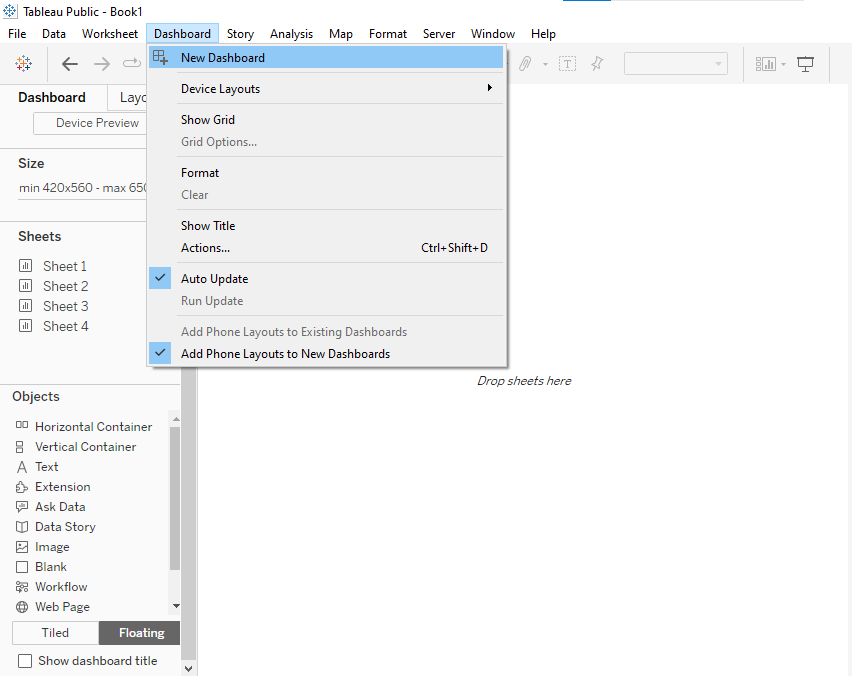 Tableau Public - Book1
File Data Worksheet Dashboard Story Analysis Map Format Server Window Help
New Dashboard
Device Layouts
Show Grid
Grid Options...
Format
Clear
Show Title
Actions... Ctrl+Shift+D
Auto Update
Run Update
Add Phone Layouts to Existing Dashboards
Add Phone Layouts to New Dashboards
Dashboard Layo
Device Preview
Size
min 420x560 - max 650
Sheets
Sheet 1
Sheet 2
Sheet 3
Sheet 4
Drop sheets here
Objects
Horizontal Container
Vertical Container
Text
Extension
Ask Data
Data Story
Image
Blank
Workflow
Web Page
Tiled Floating
Show dashboard title